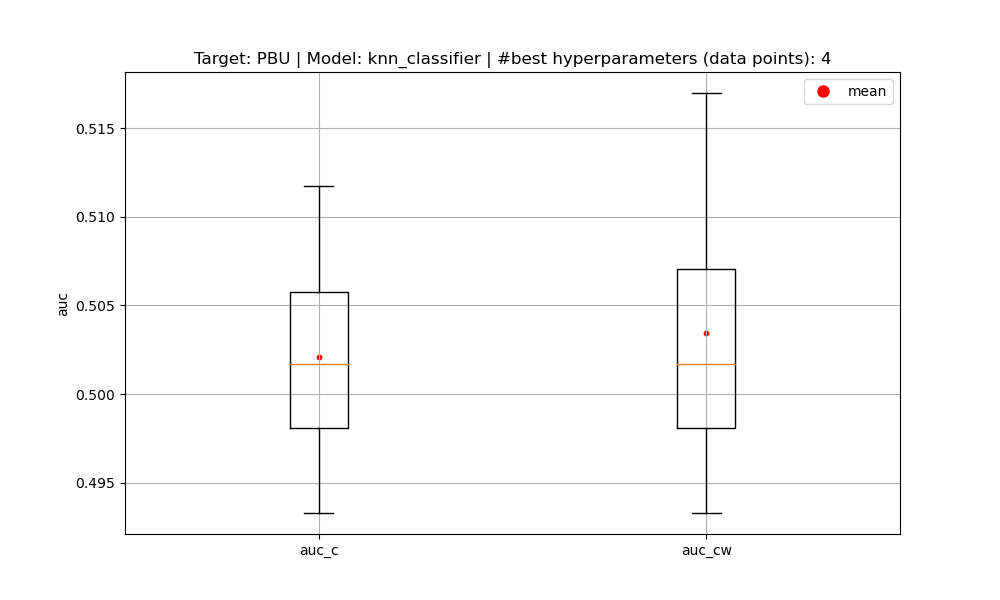 Target: PBU | Model: knn_classifier | #best hyperparameters (data points): 4
mean
auc
0.515
0.510
0.505
0.500
0.495
auc_c
auc_cw